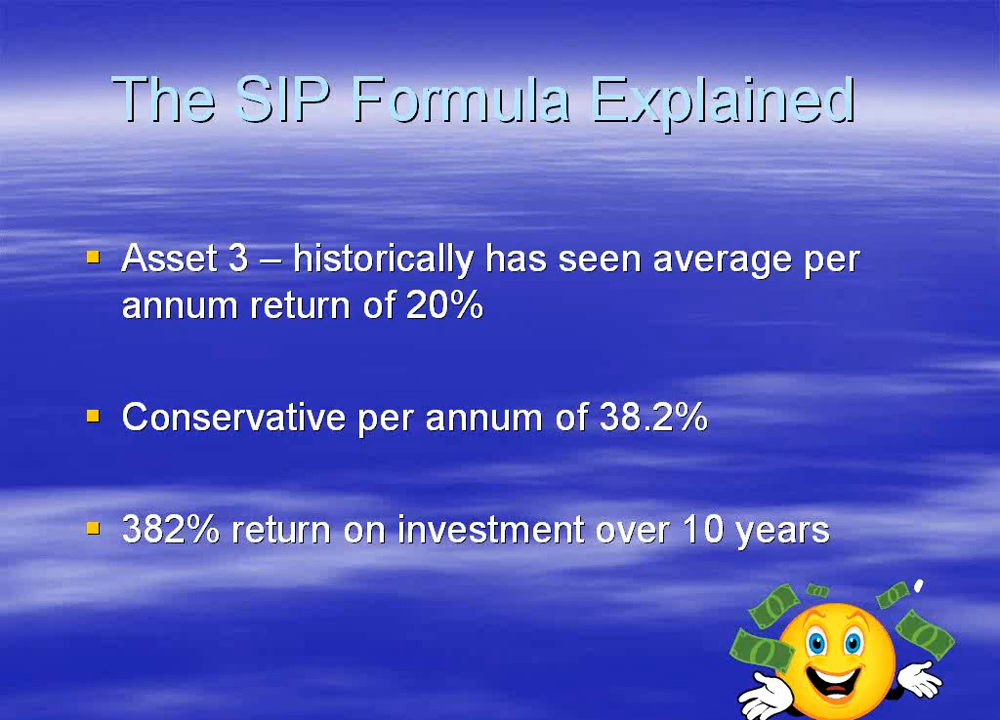 The SIP Formula Explained
Asset 3 – historically has seen average per
annum return of 20%
Conservative per annum of 38.2%
382% return on investment over 10 years